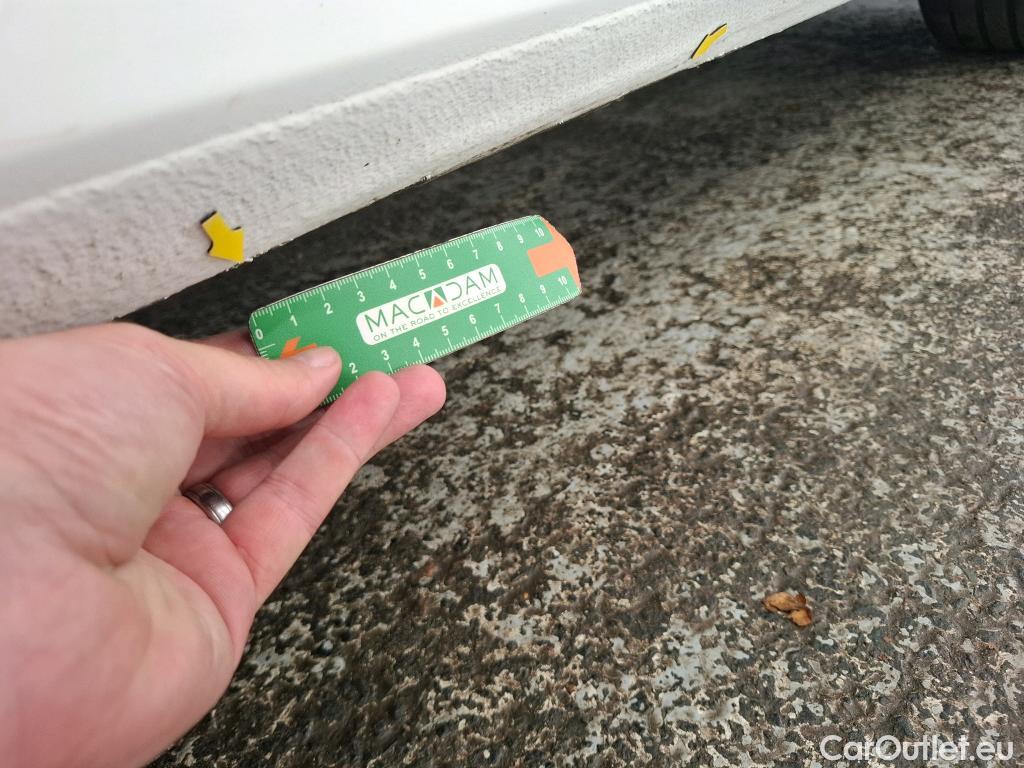 0 1 2 3 4 5 6 7 8 9 10
MACADAM
ON THE ROAD TO EXCELLENCE
2 3 4 5 6 7 8 9 10
CarOutlet.eu